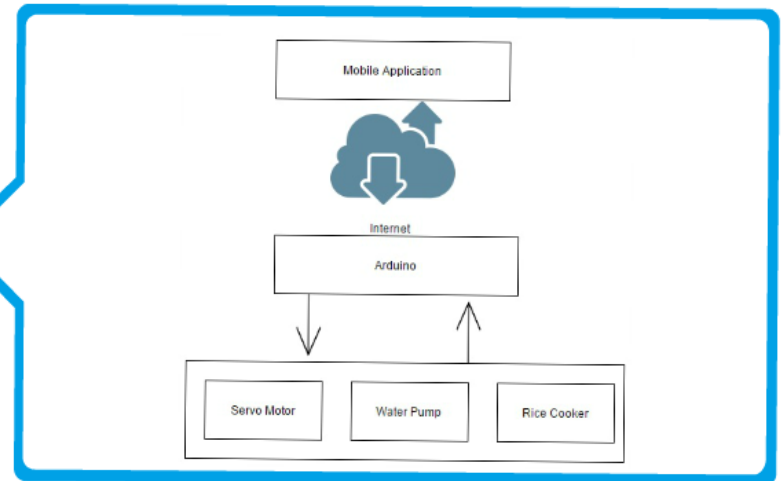 Mobile Application
Internet
Arduino
Servo Motor
Water Pump
Rice Cooker